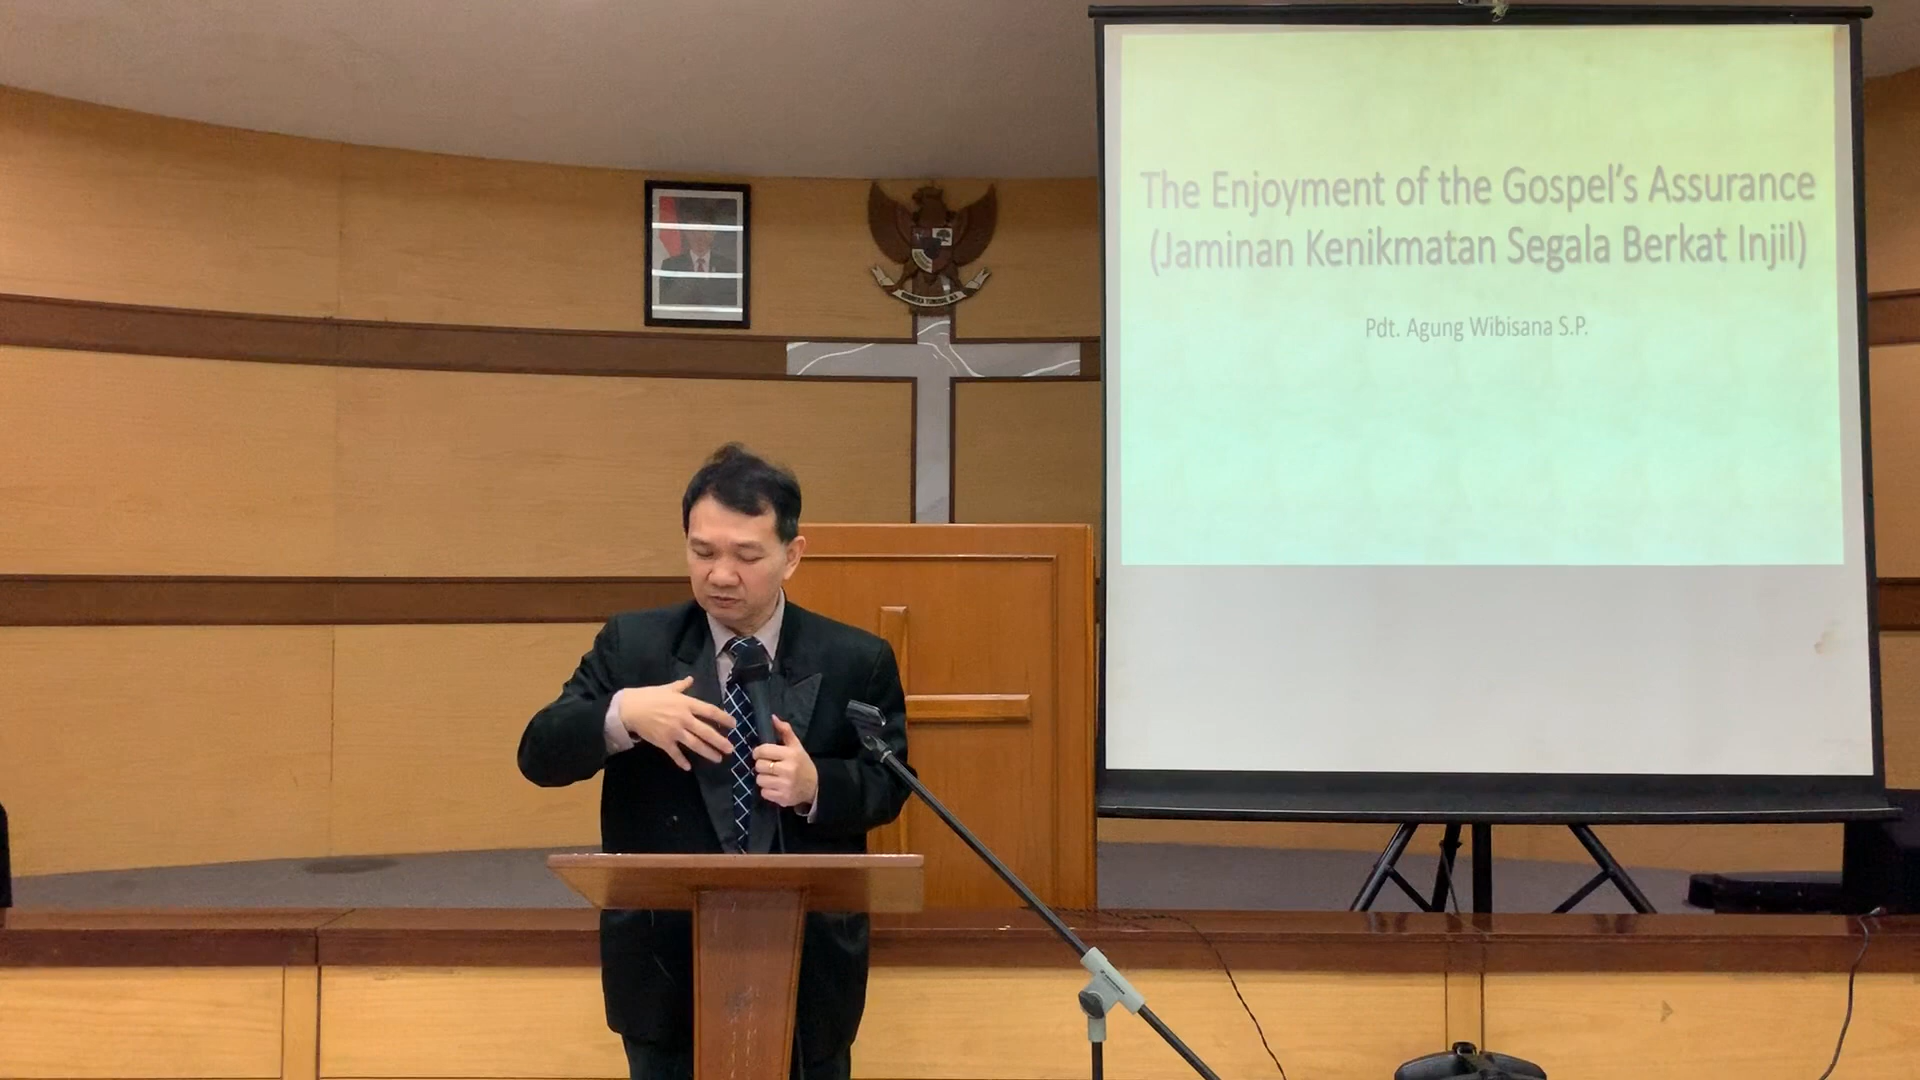 The Enjoyment of the Gospel's Assurance
(Jaminan Kenikmatan Segala Berkat Injil)
Pdt. Agung Wibisana S.P.